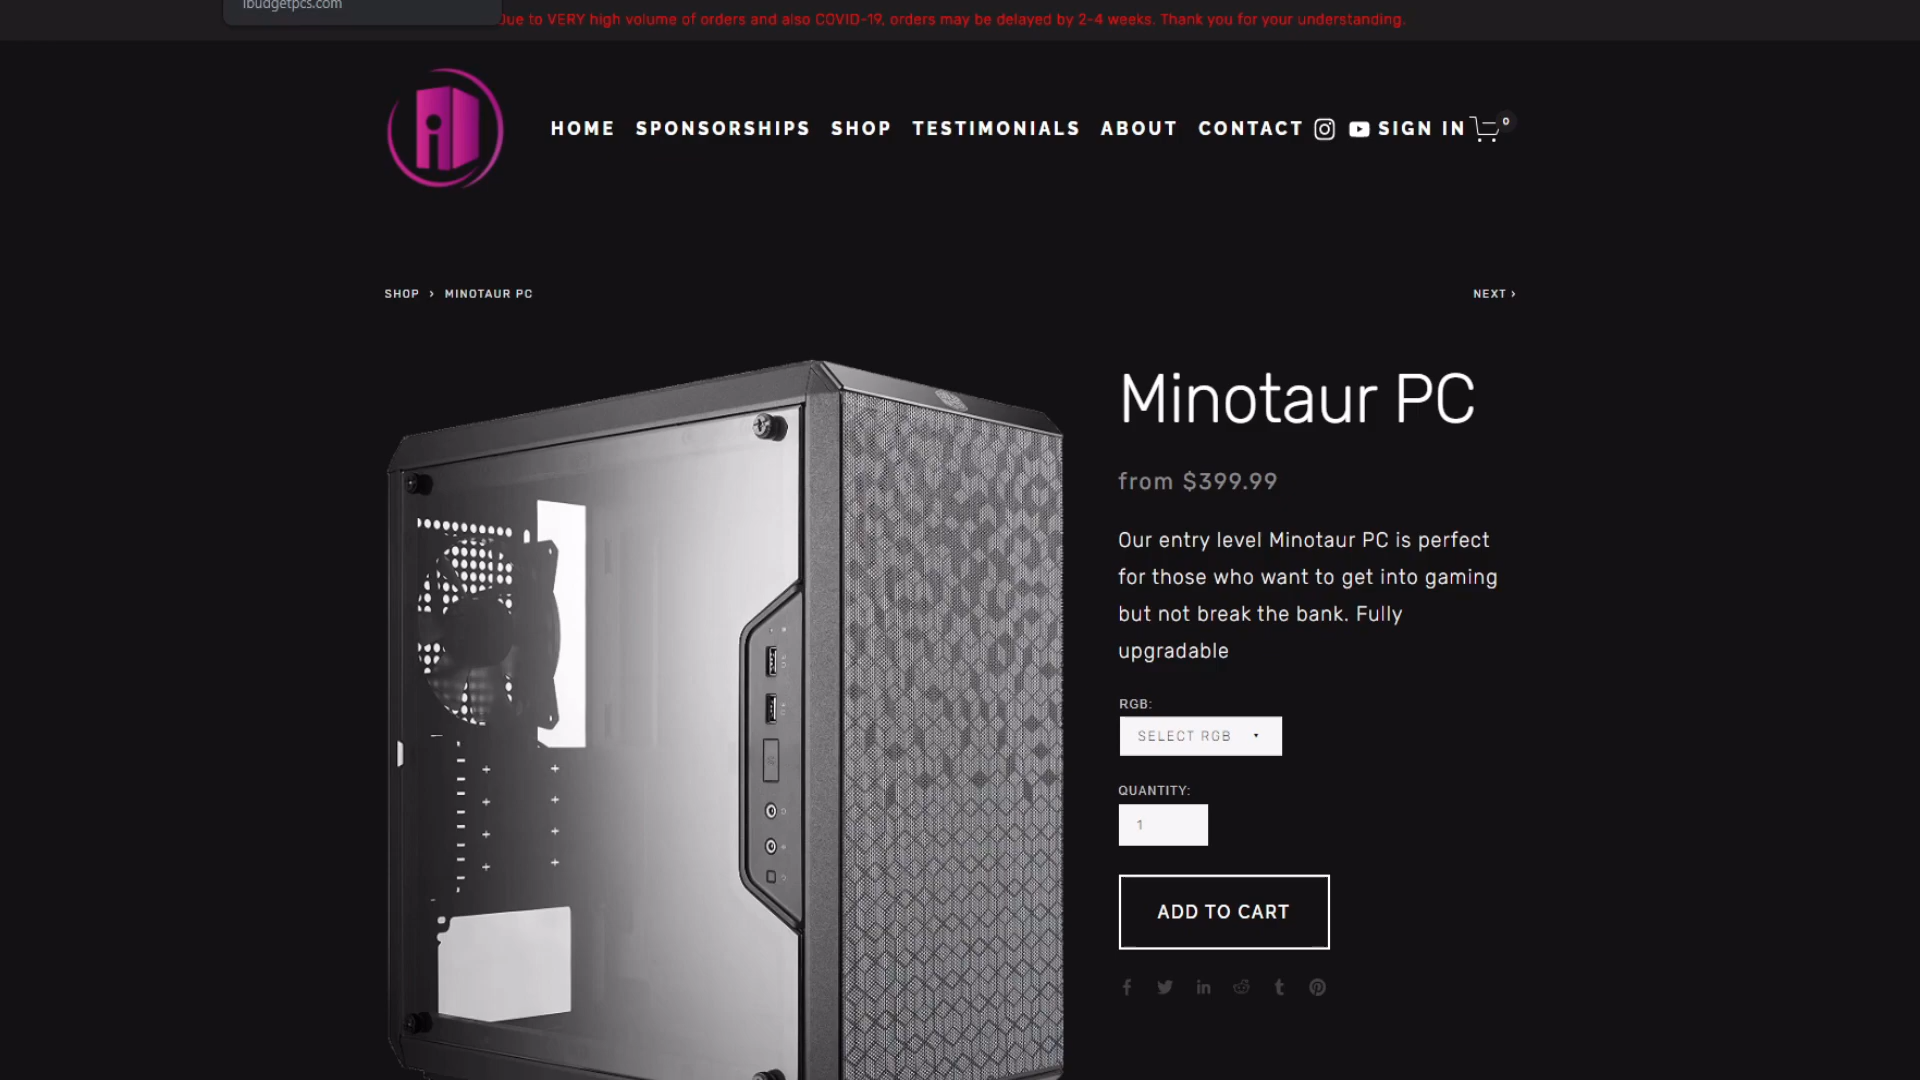 ibudgetpcs.com
Due to VERY high volume of orders and also COVID-19, orders may be delayed by 2-4 weeks. Thank you for your understanding.
HOME SPONSORSHIPS SHOP TESTIMONIALS ABOUT CONTACT SIGN IN 0
SHOP › MINOTAUR PC
NEXT ›
Minotaur PC
from $399.99
Our entry level Minotaur PC is perfect
for those who want to get into gaming
but not break the bank. Fully
upgradable
RGB:
SELECT RGB
QUANTITY:
1
ADD TO CART